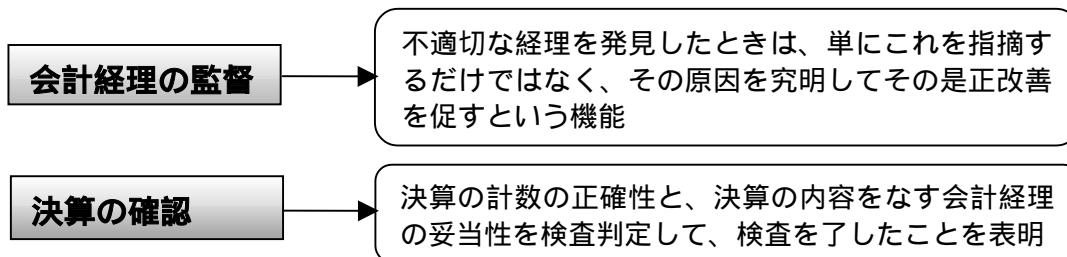 会計経理の監督
不適切な経理を発見したときは、単にこれを指摘す
るだけではなく、その原因を究明してその是正改善
を促すという機能
決算の確認
決算の計数の正確性と、決算の内容をなす会計経理
の妥当性を検査判定して、検査を了したことを表明